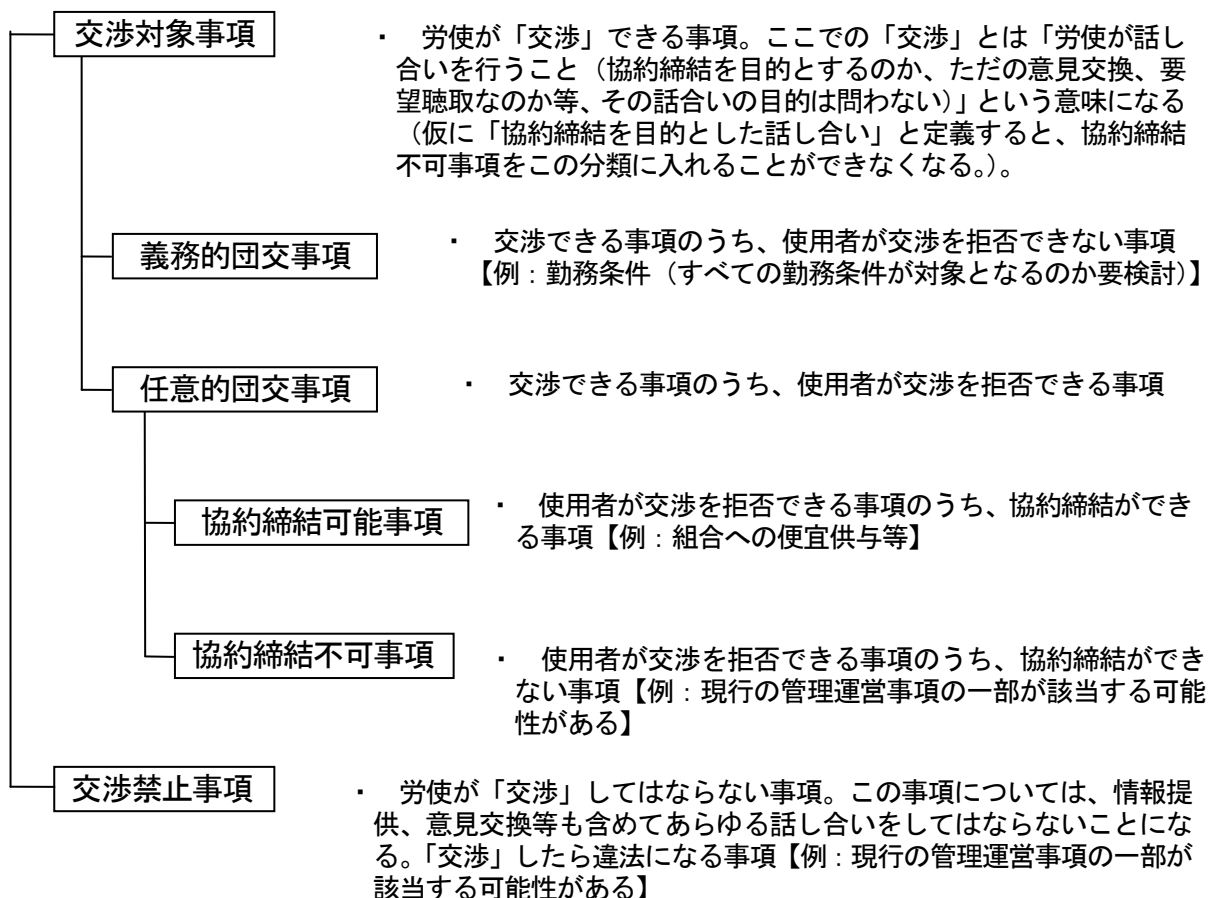 交渉対象事項
・ 労使が「交渉」できる事項。ここでの「交渉」とは「労使が話し
合いを行うこと（協約締結を目的とするのか、ただの意見交換、要
望聴取なのか等、その話合いの目的は問わない）」という意味になる
（仮に「協約締結を目的とした話し合い」と定義すると、協約締結
不可事項をこの分類に入れることができなくなる。）。
義務的団交事項
・ 交渉できる事項のうち、使用者が交渉を拒否できない事項
【例：勤務条件（すべての勤務条件が対象となるのか要検討）】
任意的団交事項
・ 交渉できる事項のうち、使用者が交渉を拒否できる事項
協約締結可能事項
・ 使用者が交渉を拒否できる事項のうち、協約締結ができ
る事項【例：組合への便宜供与等】
協約締結不可事項
・ 使用者が交渉を拒否できる事項のうち、協約締結ができ
ない事項【例：現行の管理運営事項の一部が該当する可能
性がある】
交渉禁止事項
・ 労使が「交渉」してはならない事項。この事項については、情報提
供、意見交換等も含めてあらゆる話し合いをしてはならないことにな
る。「交渉」したら違法になる事項【例：現行の管理運営事項の一部が
該当する可能性がある】